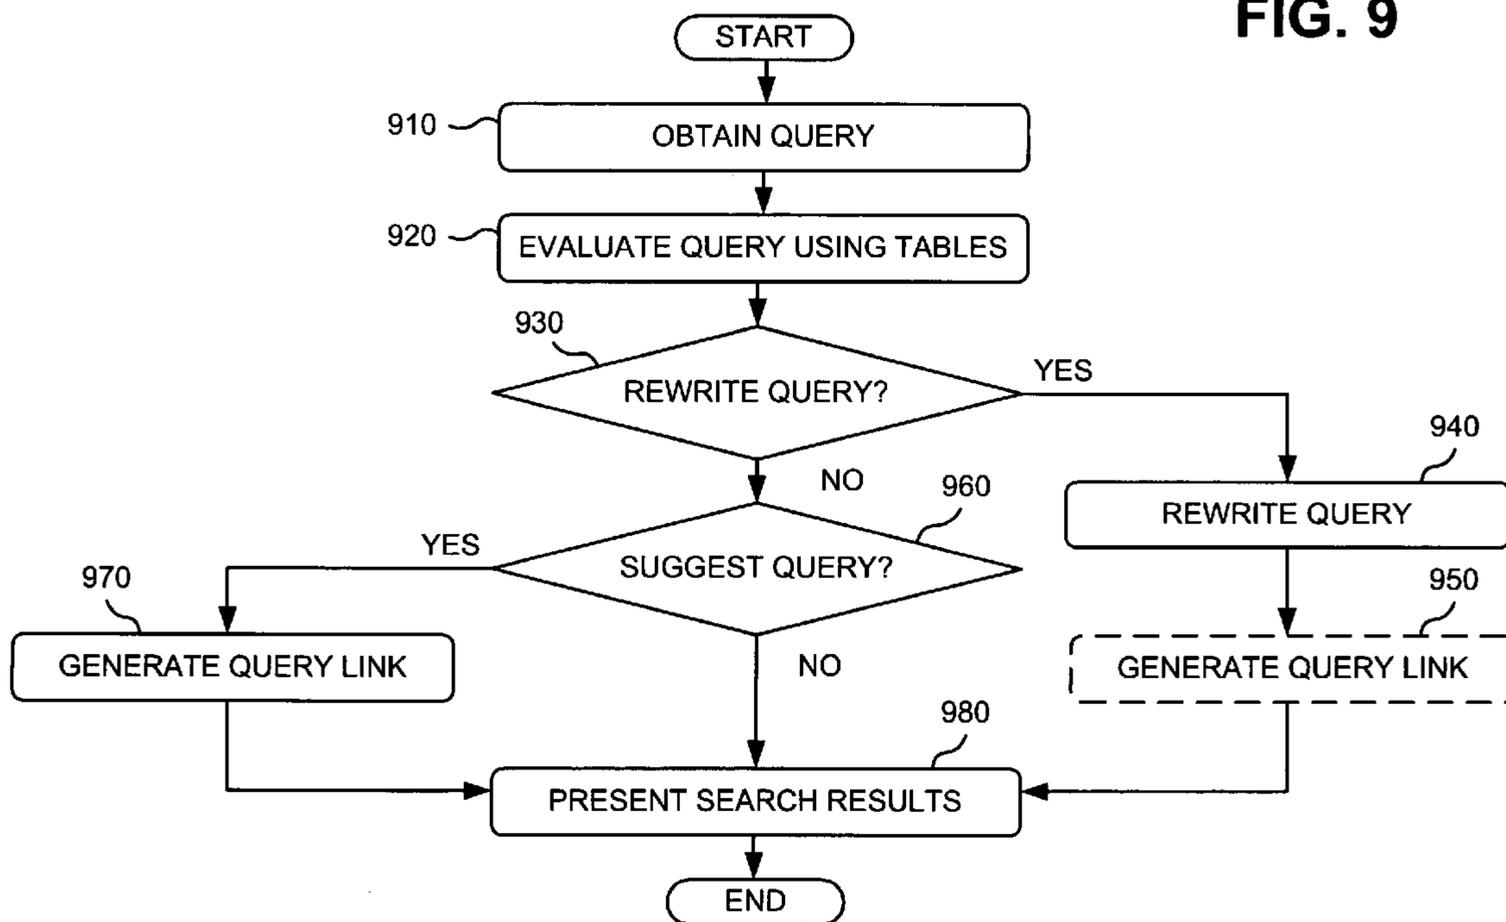 FIG. 9
START
910
OBTAIN QUERY
920
EVALUATE QUERY USING TABLES
930
REWRITE QUERY?
YES
940
NO
960
REWRITE QUERY
YES
SUGGEST QUERY?
970
950
GENERATE QUERY LINK
NO
GENERATE QUERY LINK
980
PRESENT SEARCH RESULTS
END